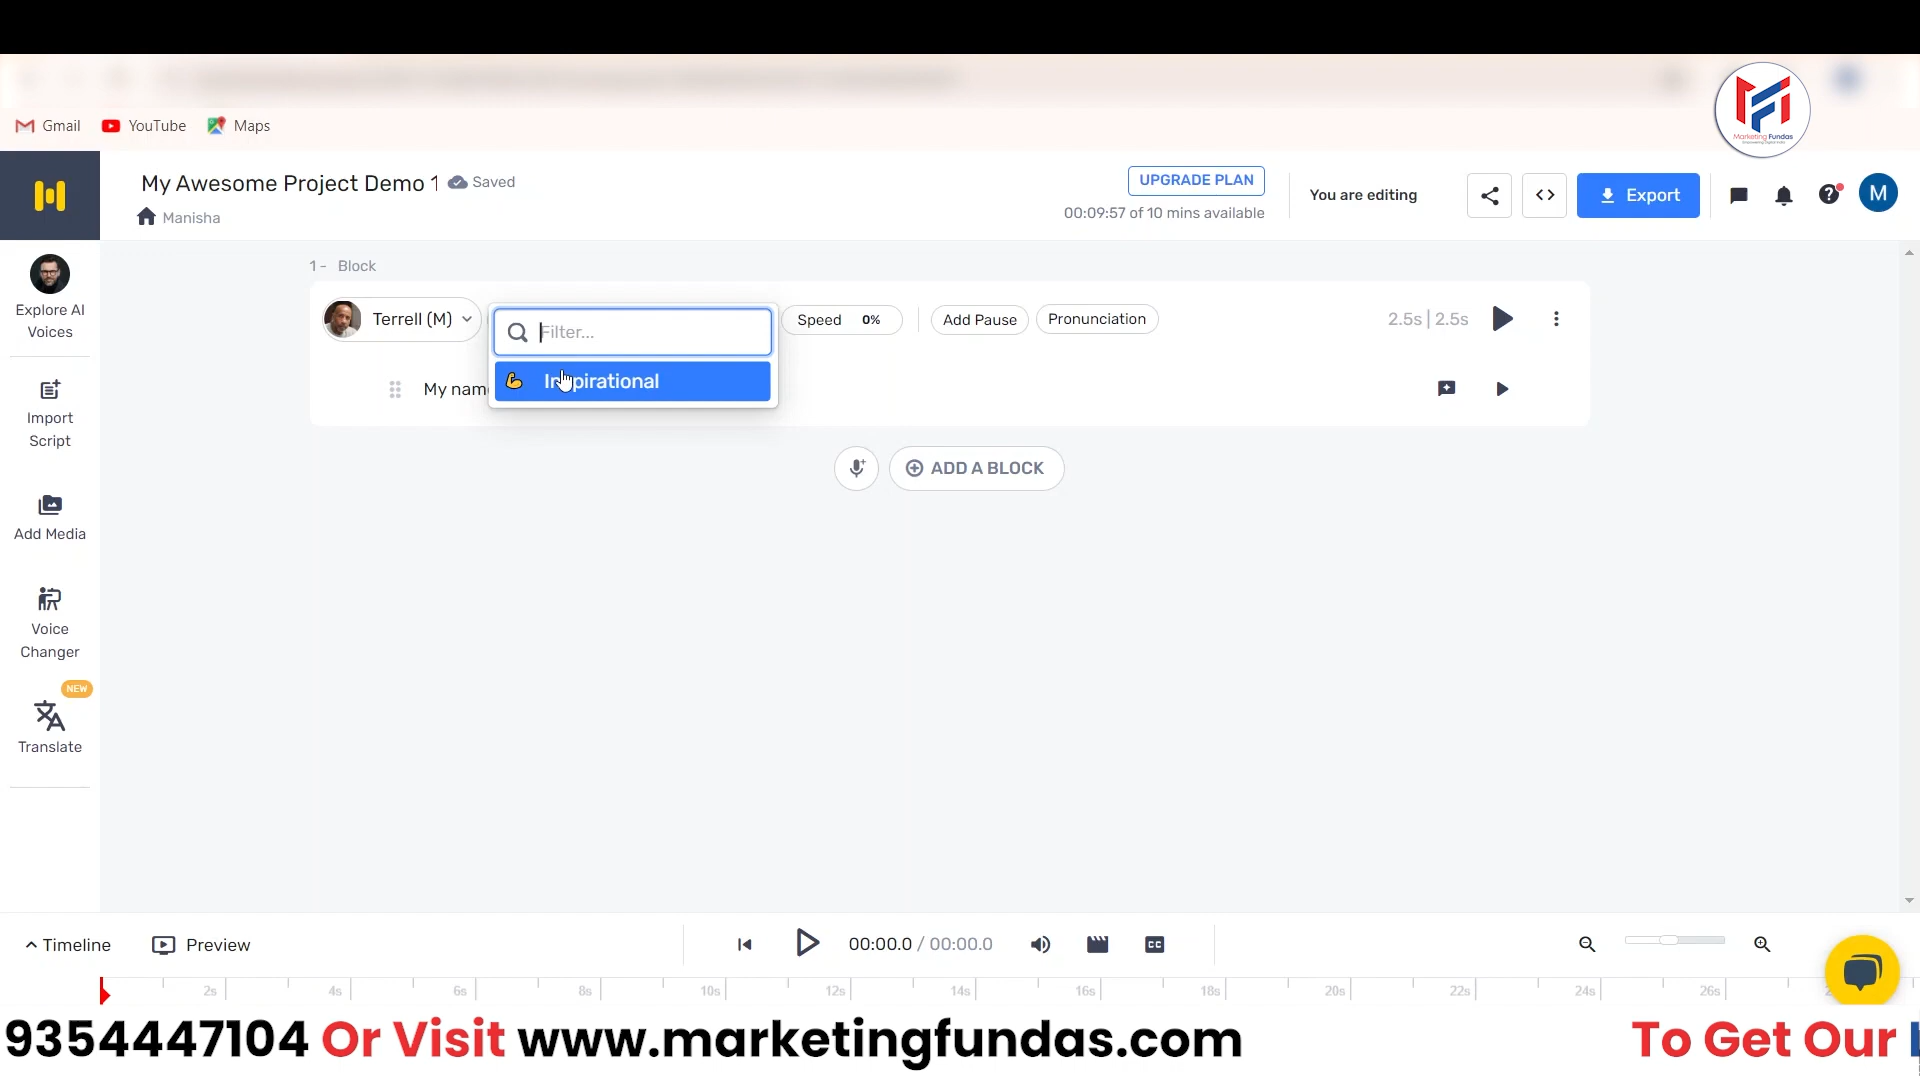 Gmail YouTube Maps
Marketing Fundas
My Awesome Project Demo 1 Saved
Manisha
UPGRADE PLAN
00:09:57 of 10 mins available
You are editing
Export
M
Explore AI
Voices
Import
Script
Add Media
Voice
Changer
NEW
Translate
1 - Block
Terrell (M)
Filter...
Speed 0%
Add Pause
Pronunciation
2.5s | 2.5s
Inspirational
My nam
ADD A BLOCK
Timeline
Preview
00:00.0 / 00:00.0
CC
2s 4s 6s 8s 10s 12s 14s 16s 18s 20s 22s 24s 26s
9354447104 Or Visit www.marketingfundas.com To Get Our